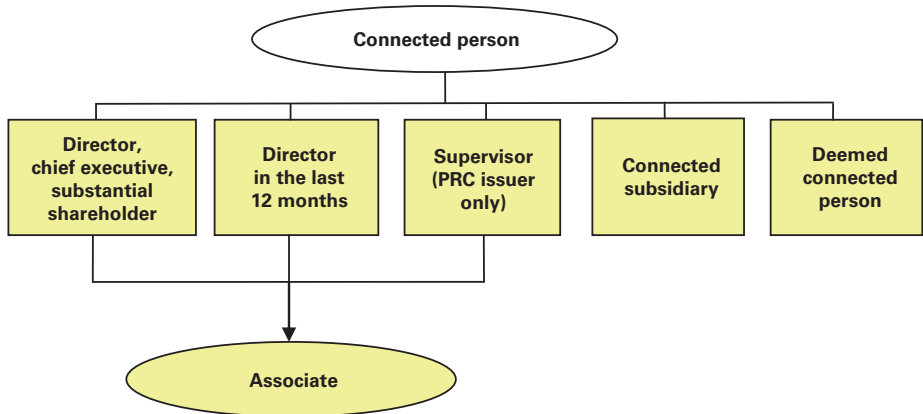 Connected person
Director,
chief executive,
substantial
shareholder
Director
in the last
12 months
Supervisor
(PRC issuer
only)
Connected
subsidiary
Deemed
connected
person
Associate